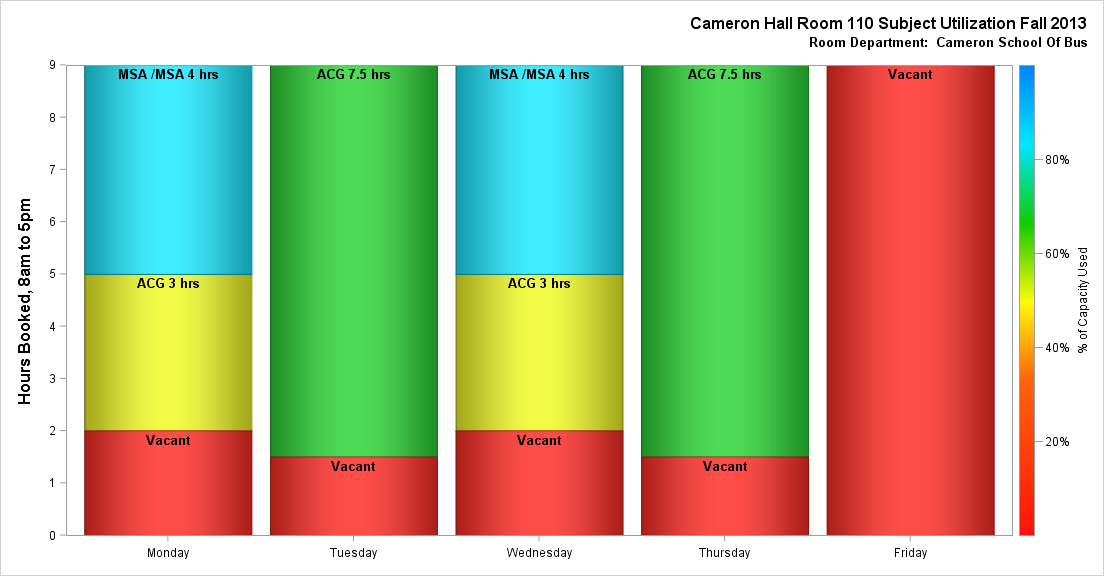 Cameron Hall Room 110 Subject Utilization Fall 2013
Room Department:  Cameron School Of Bus
Hours Booked, 8am to 5pm
9
8
7
6
5
4
3
2
1
0
MSA /MSA 4 hrs
ACG 3 hrs
Vacant
ACG 7.5 hrs
Vacant
MSA /MSA 4 hrs
ACG 3 hrs
Vacant
ACG 7.5 hrs
Vacant
Vacant
Monday
Tuesday
Wednesday
Thursday
Friday
80%
60%
40%
20%
% of Capacity Used